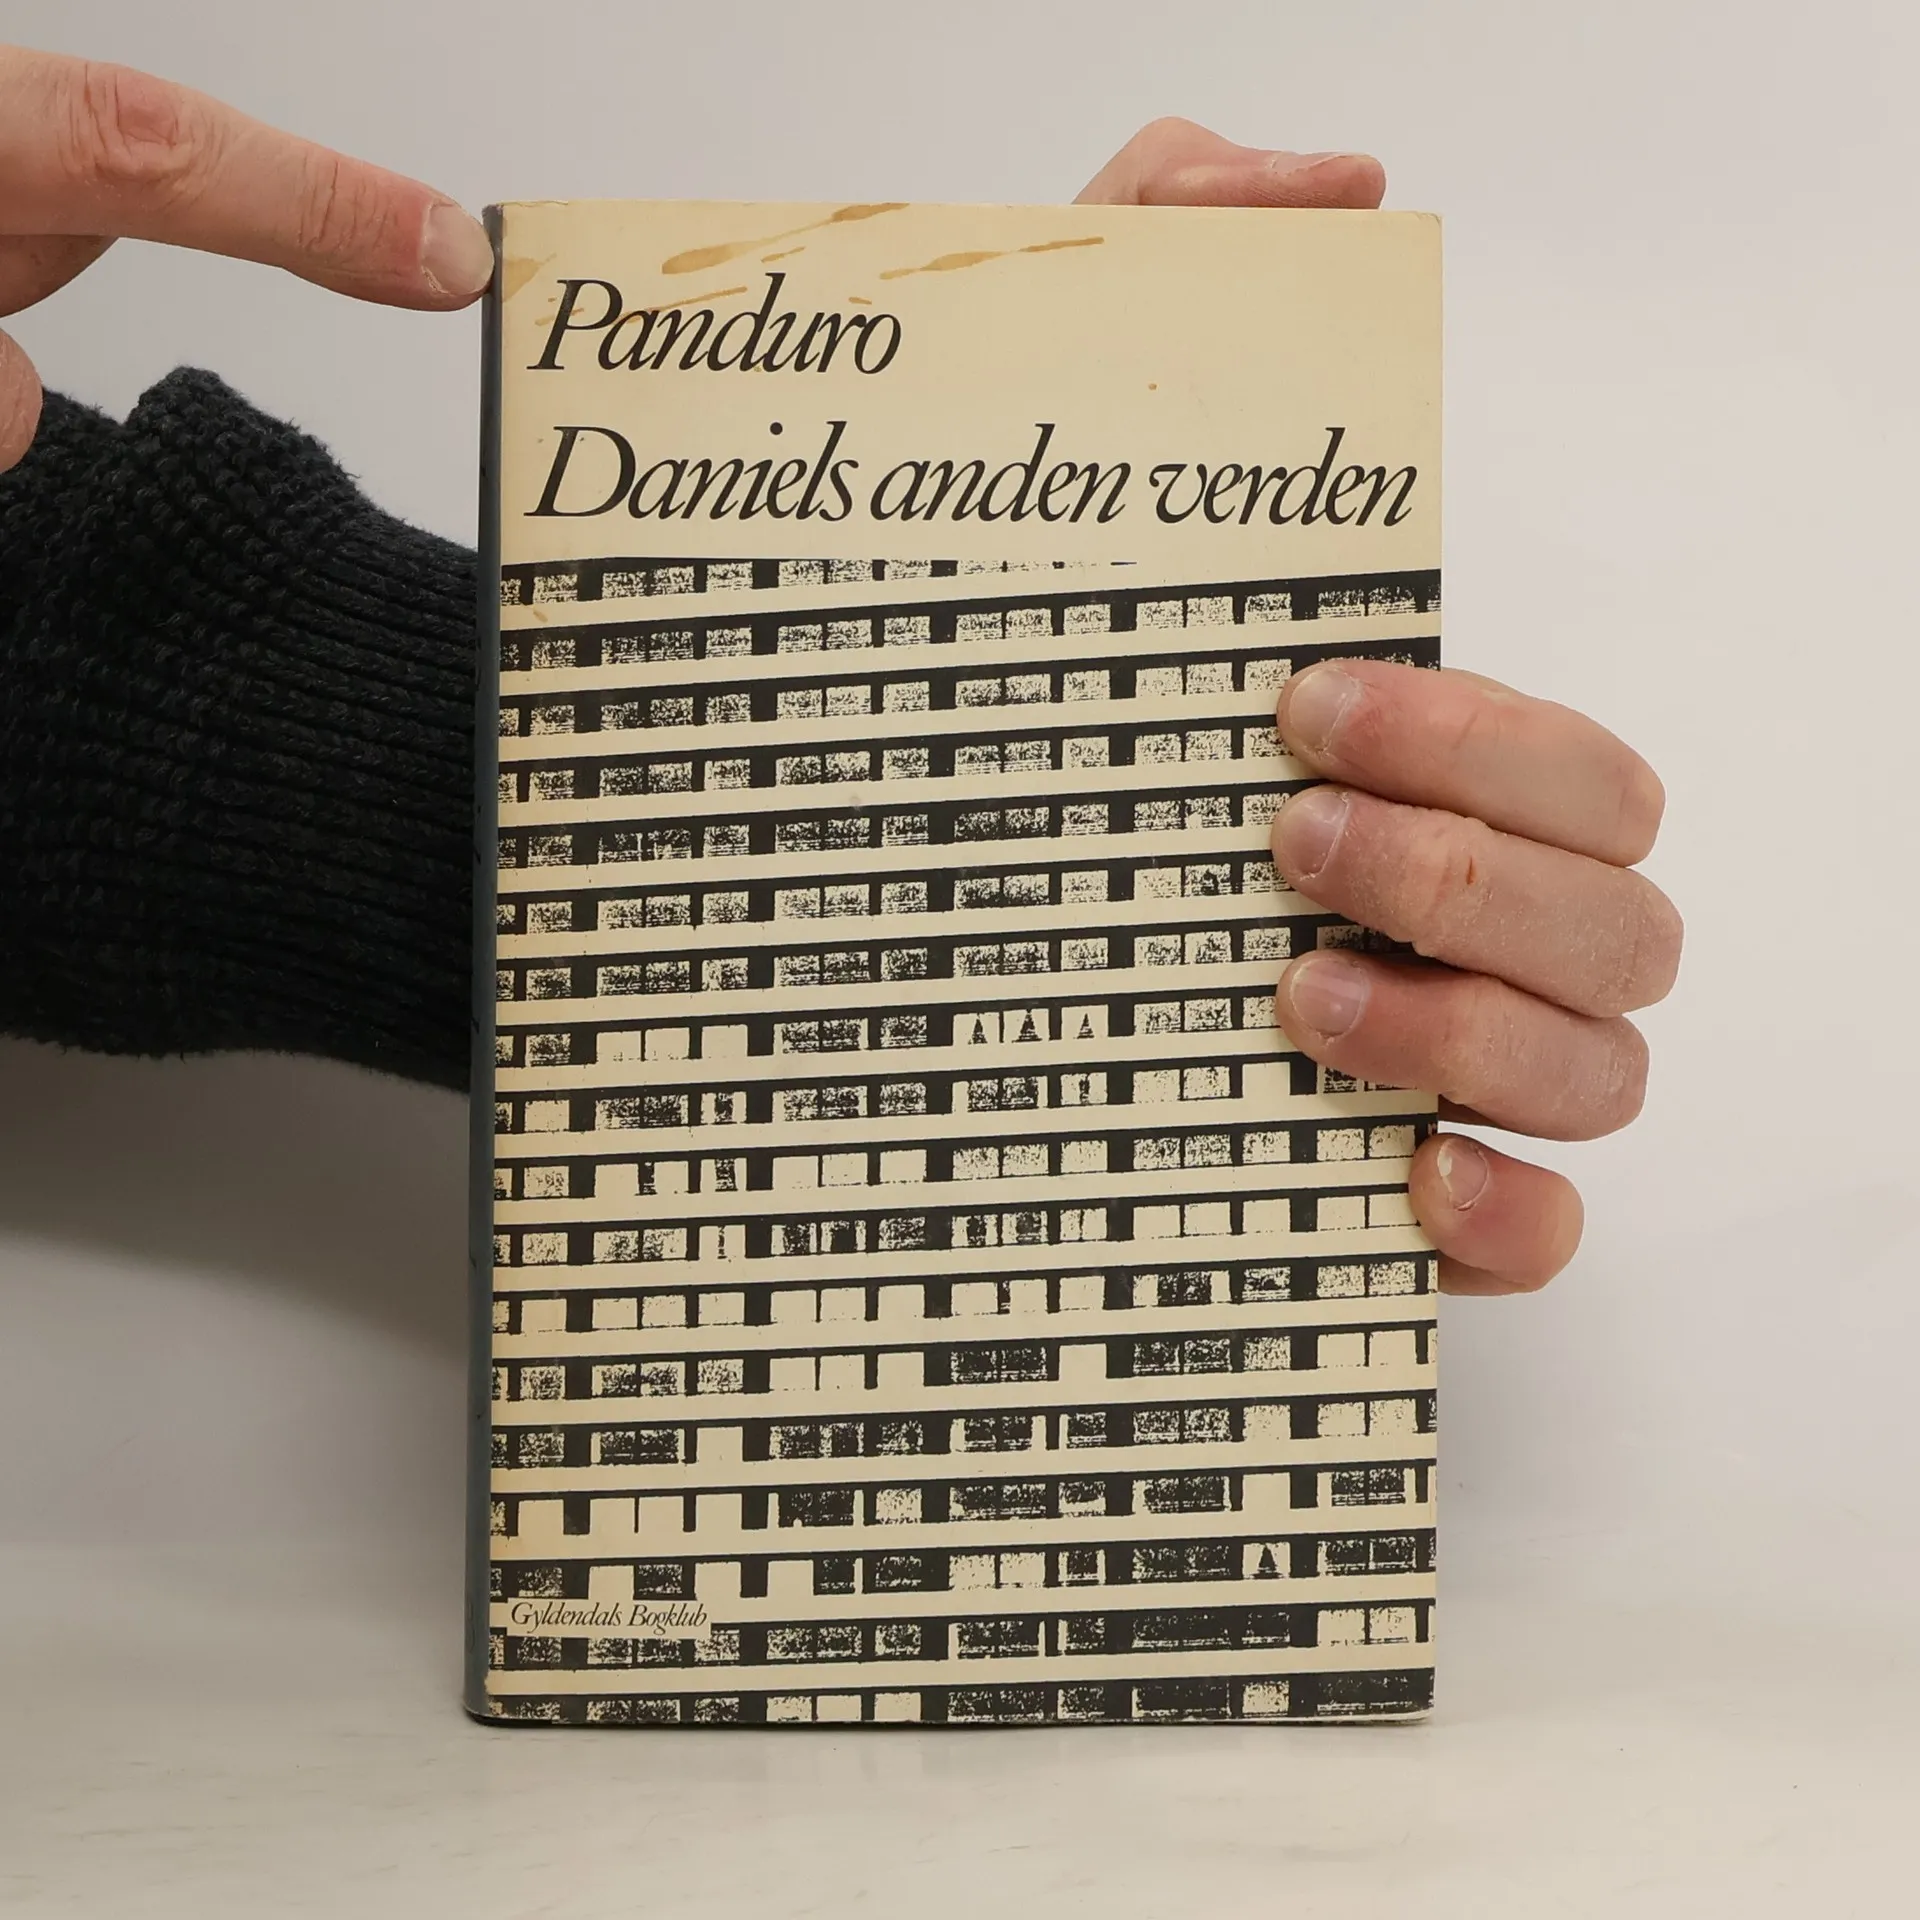 Panduro
Daniels anden verden
Gyldendals Bogklub